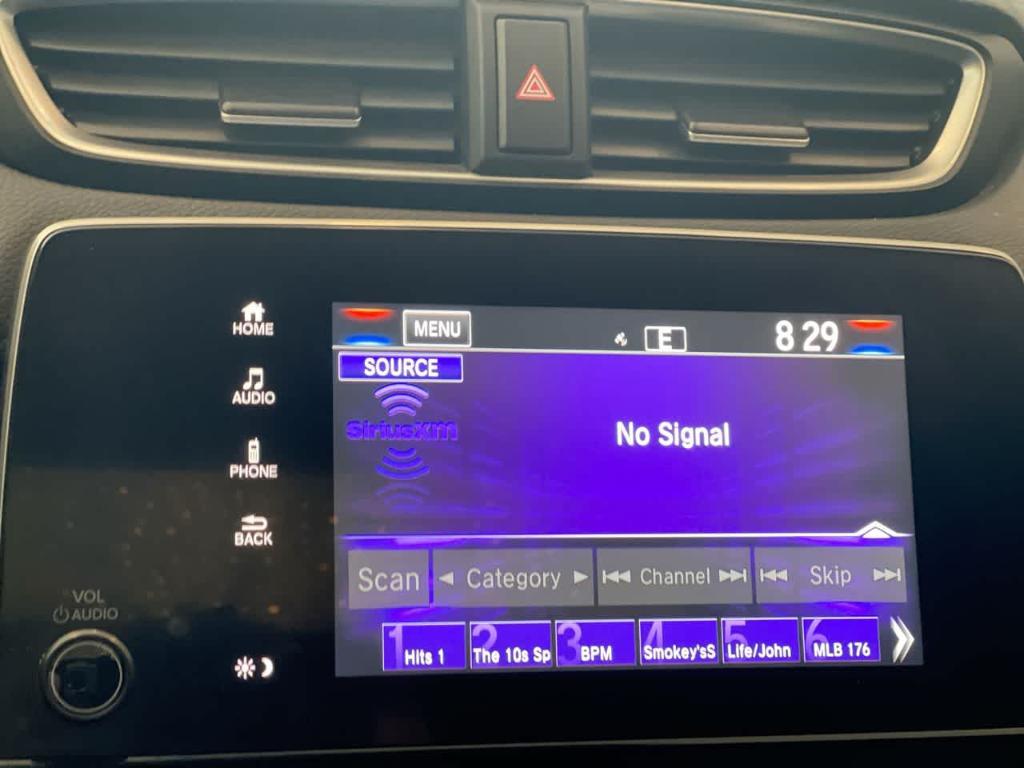 HOME
AUDIO
PHONE
BACK
VOL
AUDIO
MENU
E
8 29
SOURCE
SiriusXM
No Signal
Scan
Category
Channel
Skip
1 Hits 1
2 The 10s Sp
3 BPM
4 Smokey'sS
5 Life/John
6 MLB 176